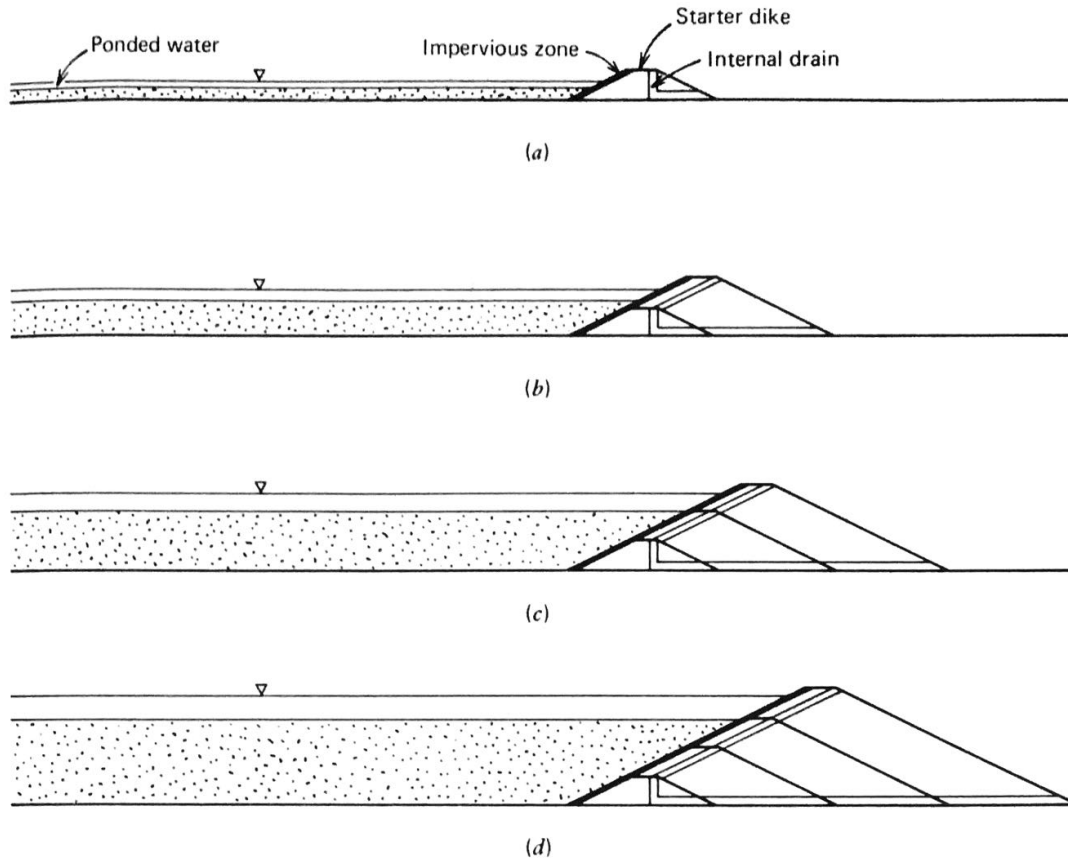 Starter dike
Ponded water
Impervious zone
Internal drain
(a)
(b)
(c)
(d)